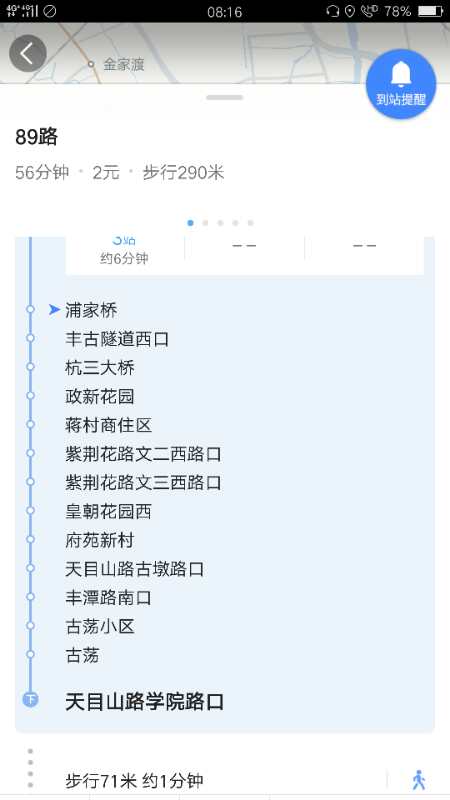 4G+ 4G 08:16 HD 78%
金家渡
到站提醒
89路
56分钟 · 2元 · 步行290米
3站 -- --
约6分钟
浦家桥
丰古隧道西口
杭三大桥
政新花园
蒋村商住区
紫荆花路文二西路口
紫荆花路文三西路口
皇朝花园西
府苑新村
天目山路古墩路口
丰潭路南口
古荡小区
古荡
下 天目山路学院路口
步行71米 约1分钟